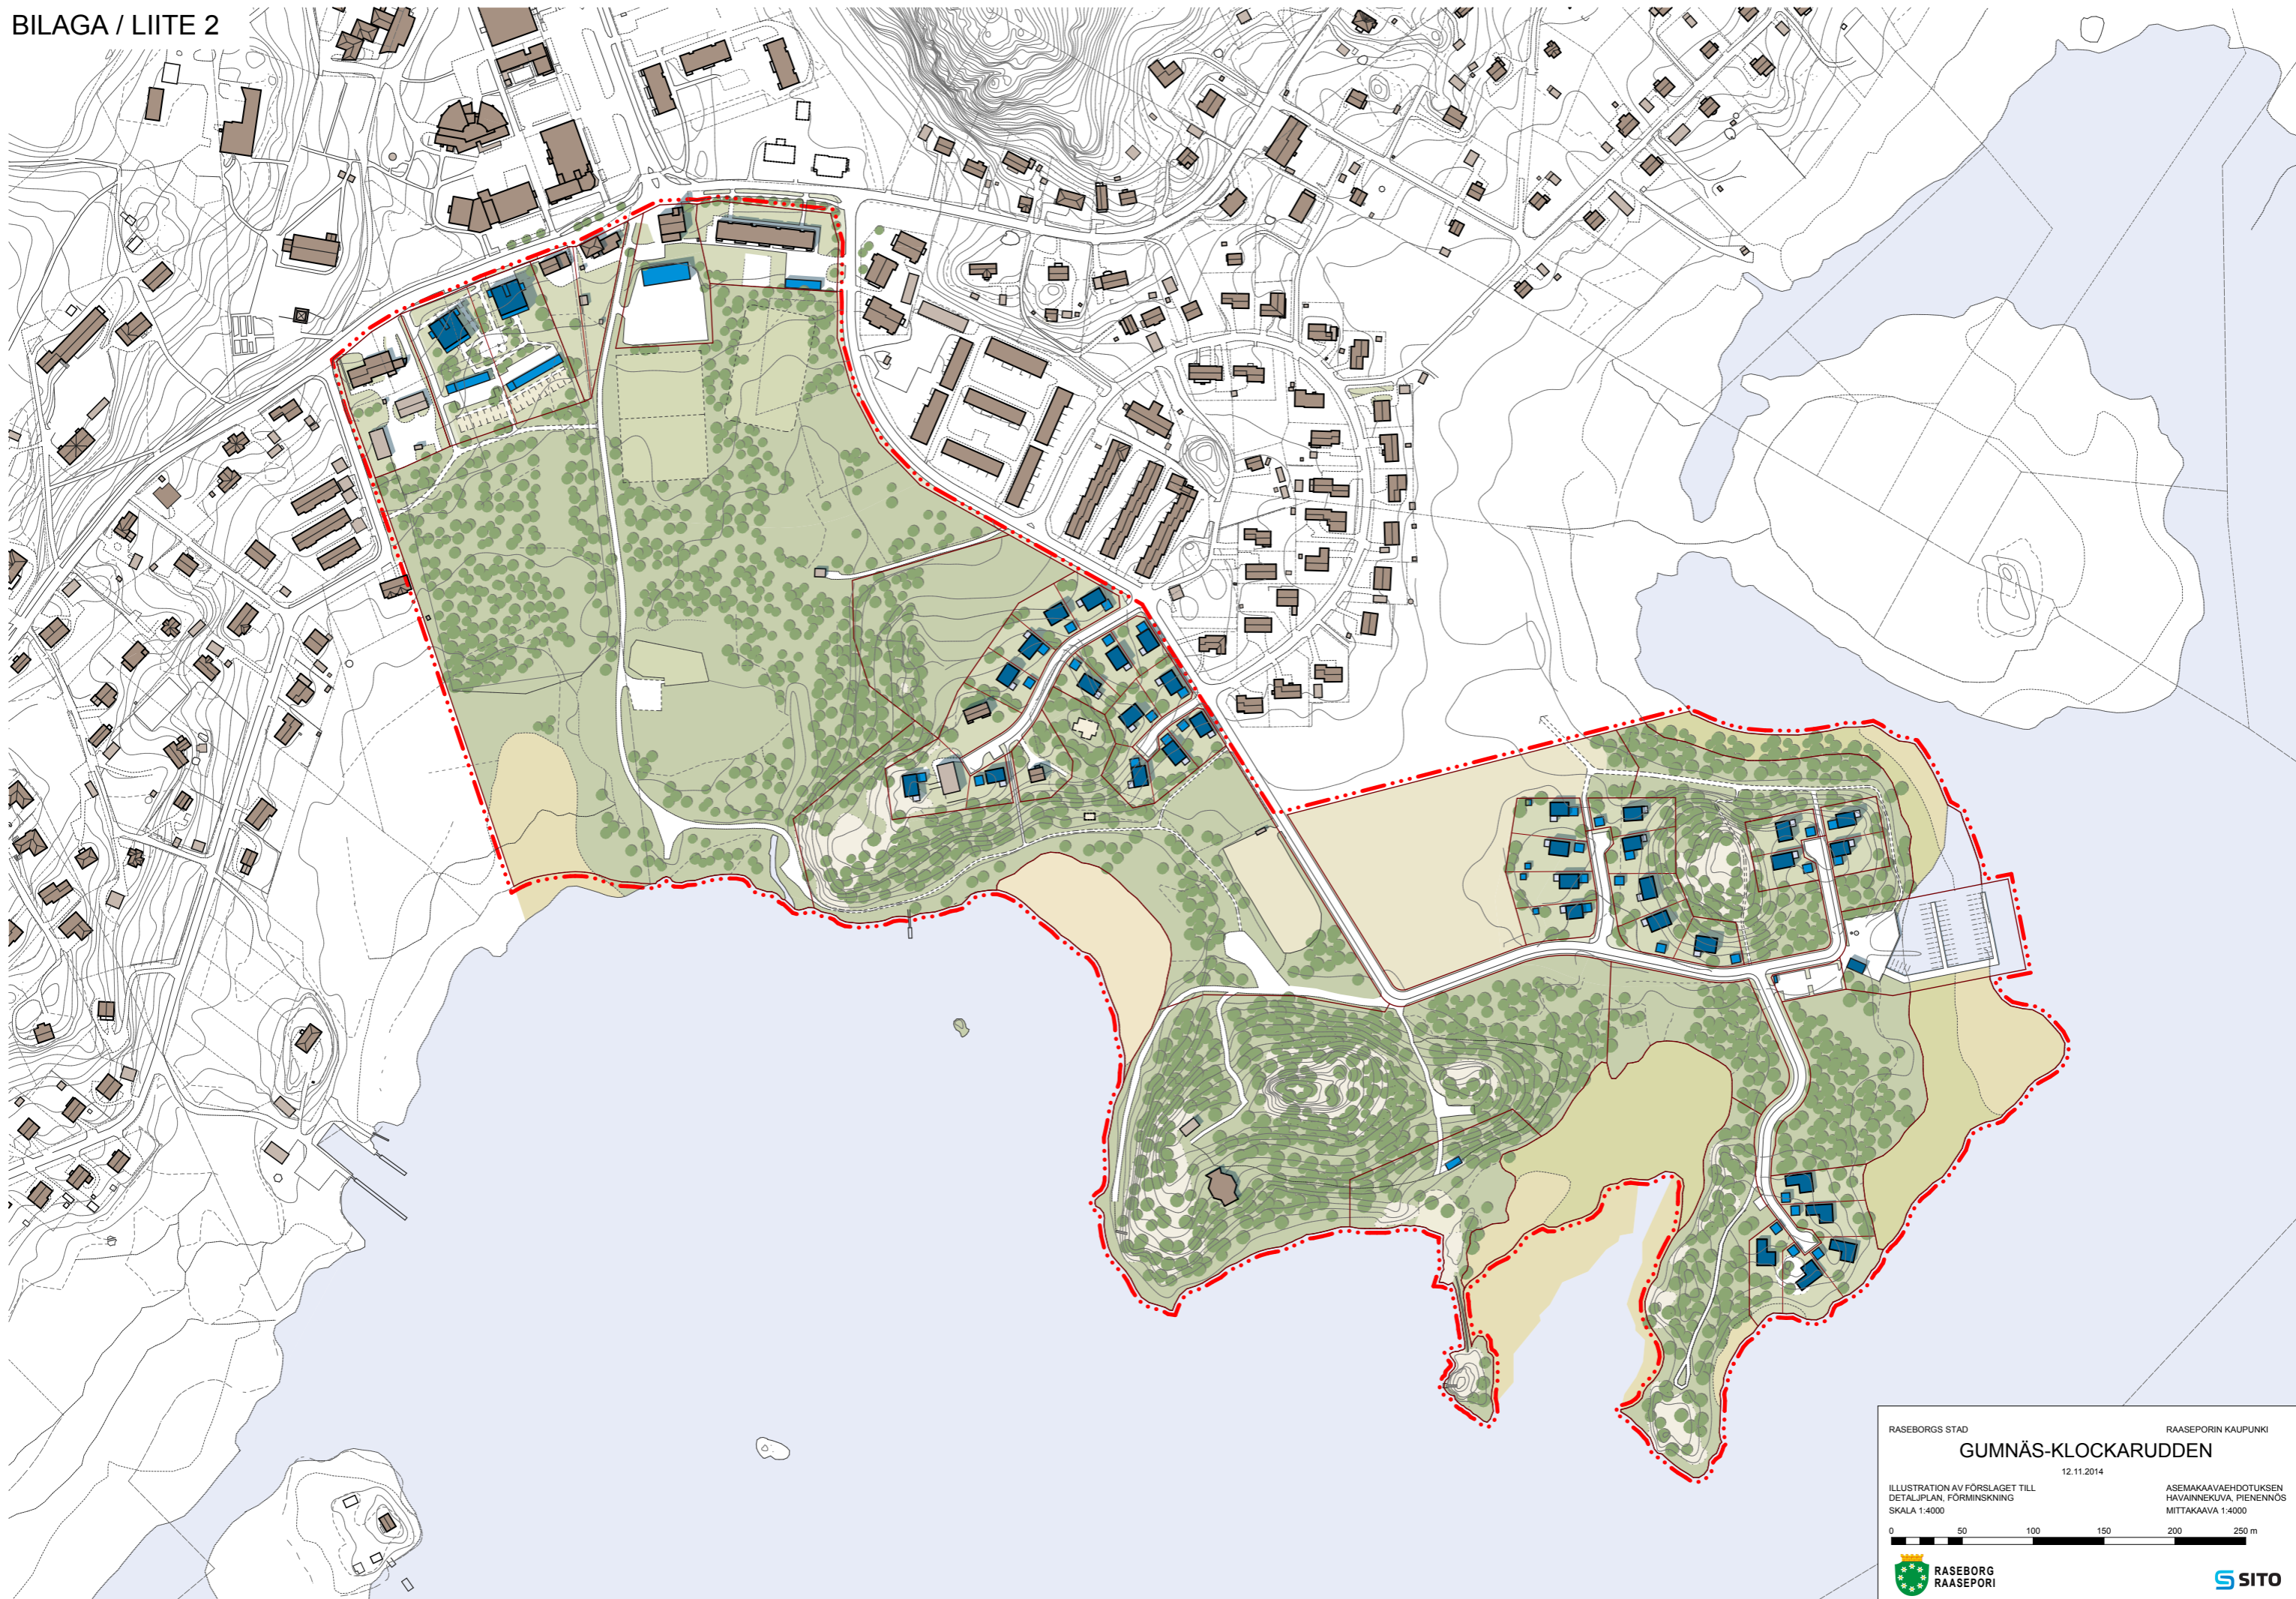 BILAGA / LIITE 2
RASEBORGS STAD
RAASEPORIN KAUPUNKI
GUMNÄS-KLOCKARUDDEN
12.11.2014
ILLUSTRATION AV FÖRSLAGET TILL
DETALJPLAN, FÖRMINSKNING
SKALA 1:4000
ASEMAKAAVAEHDOTUKSEN
HAVAINNEKUVA, PIENENNÖS
MITTAKAAVA 1:4000
0 50 100 150 200 250 m
RASEBORG
RAASEPORI
SITO